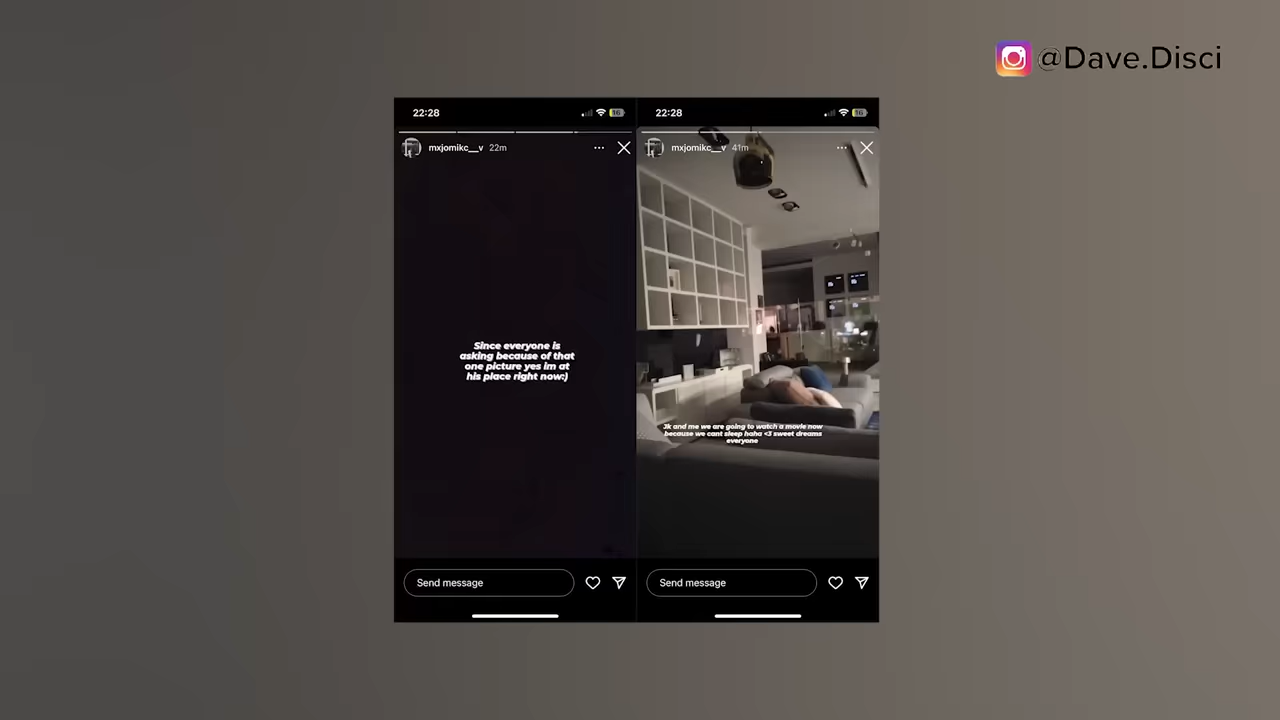 @Dave.Disci
22:28
16
mxjomikc__v 22m
Since everyone is
asking because of that
one picture yes im at
his place right now:)
Send message
22:28
16
mxjomikc__v 41m
Jk and me we are going to watch a movie now
because we cant sleep haha <3 sweet dreams
everyone
Send message